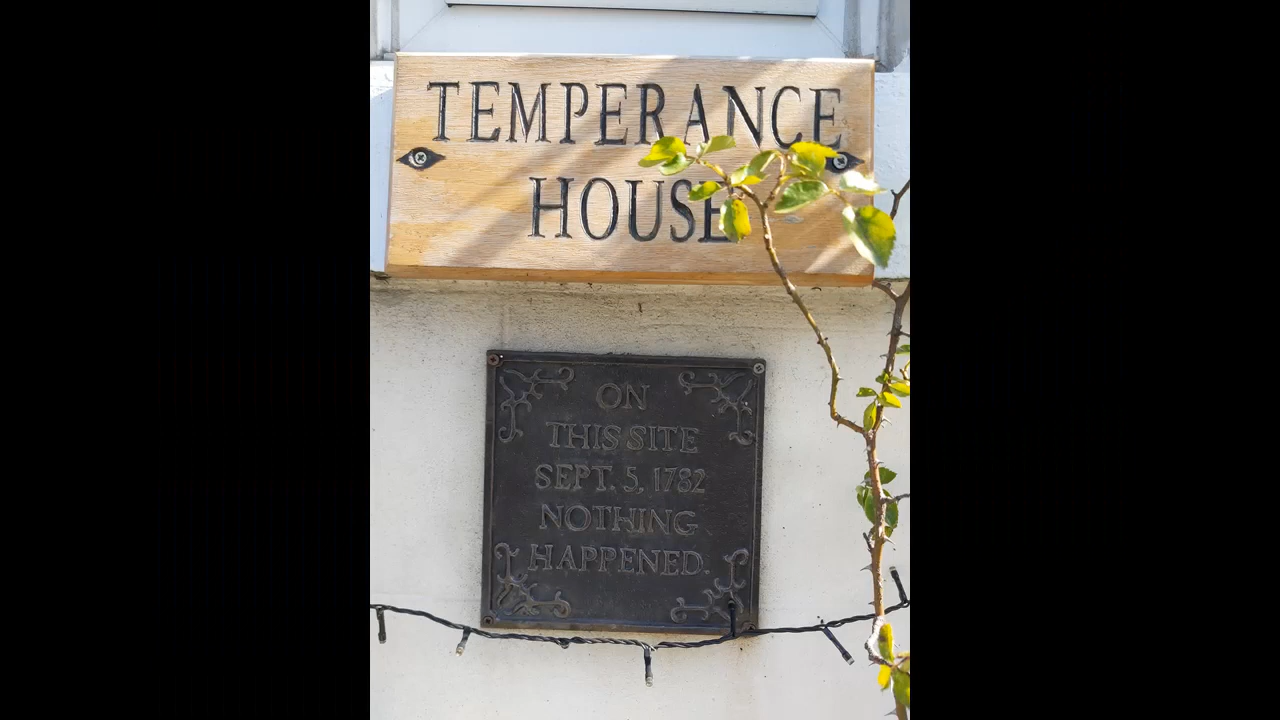 TEMPERANCE
HOUSE
ON
THIS SITE
SEPT. 5, 1782
NOTHING
HAPPENED.